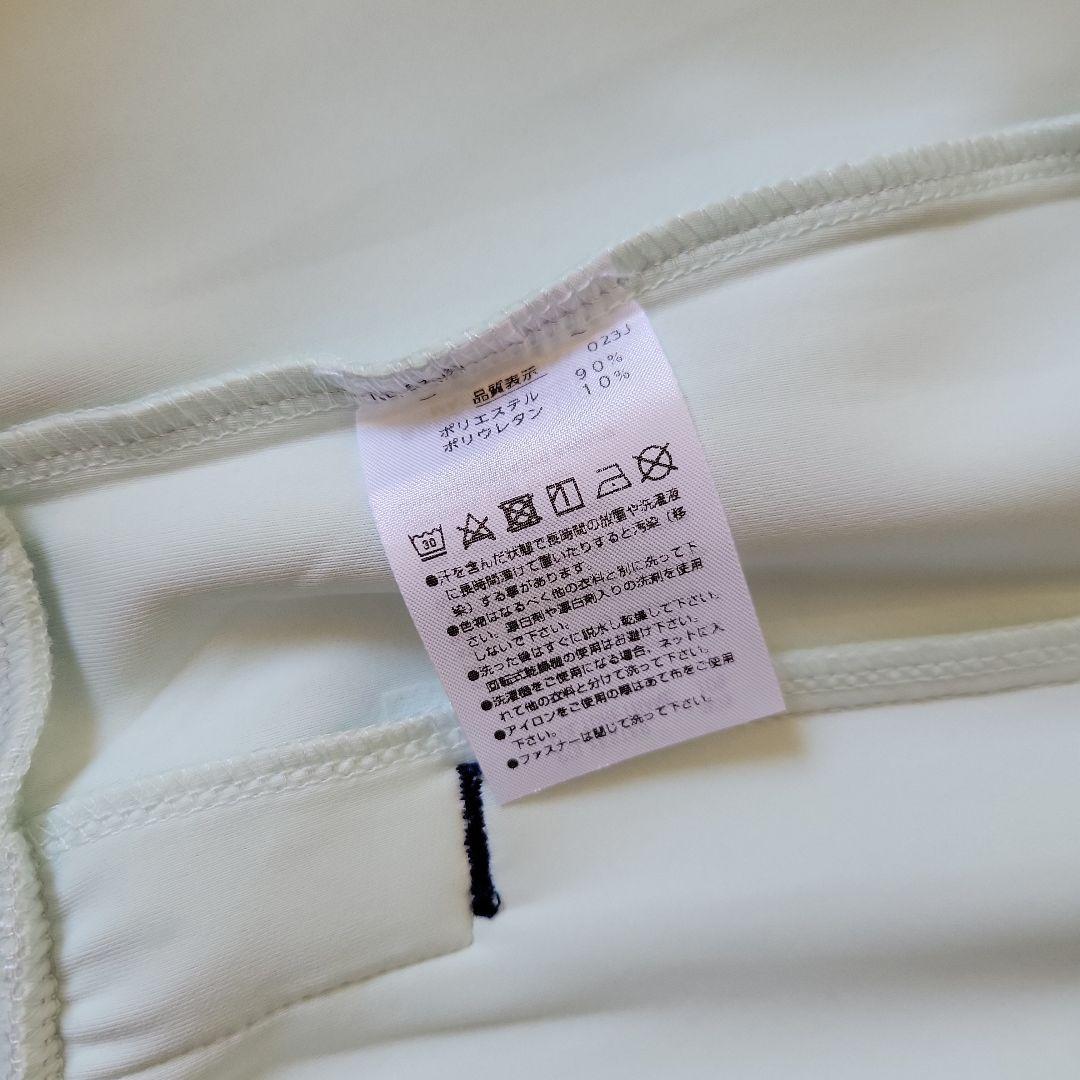 023J
品質表示
ポリエステル 90%
ポリウレタン 10%
30
●汗を含んだ状態で長時間の放置や洗濯液
に長時間漬けて置いたりすると汚染（移
染）する事があります。
●色物はなるべく他の衣料と別に洗って下
さい。漂白剤や漂白剤入りの洗剤を使用
しないで下さい。
●洗った後はすぐに脱水し乾燥して下さい。
回転式乾燥機の使用はお避け下さい。
●洗濯機をご使用になる場合、ネットに入
れて他の衣料と分けて洗って下さい。
●アイロンをご使用の際はあて布をご使用
下さい。
●ファスナーは閉じて洗って下さい。